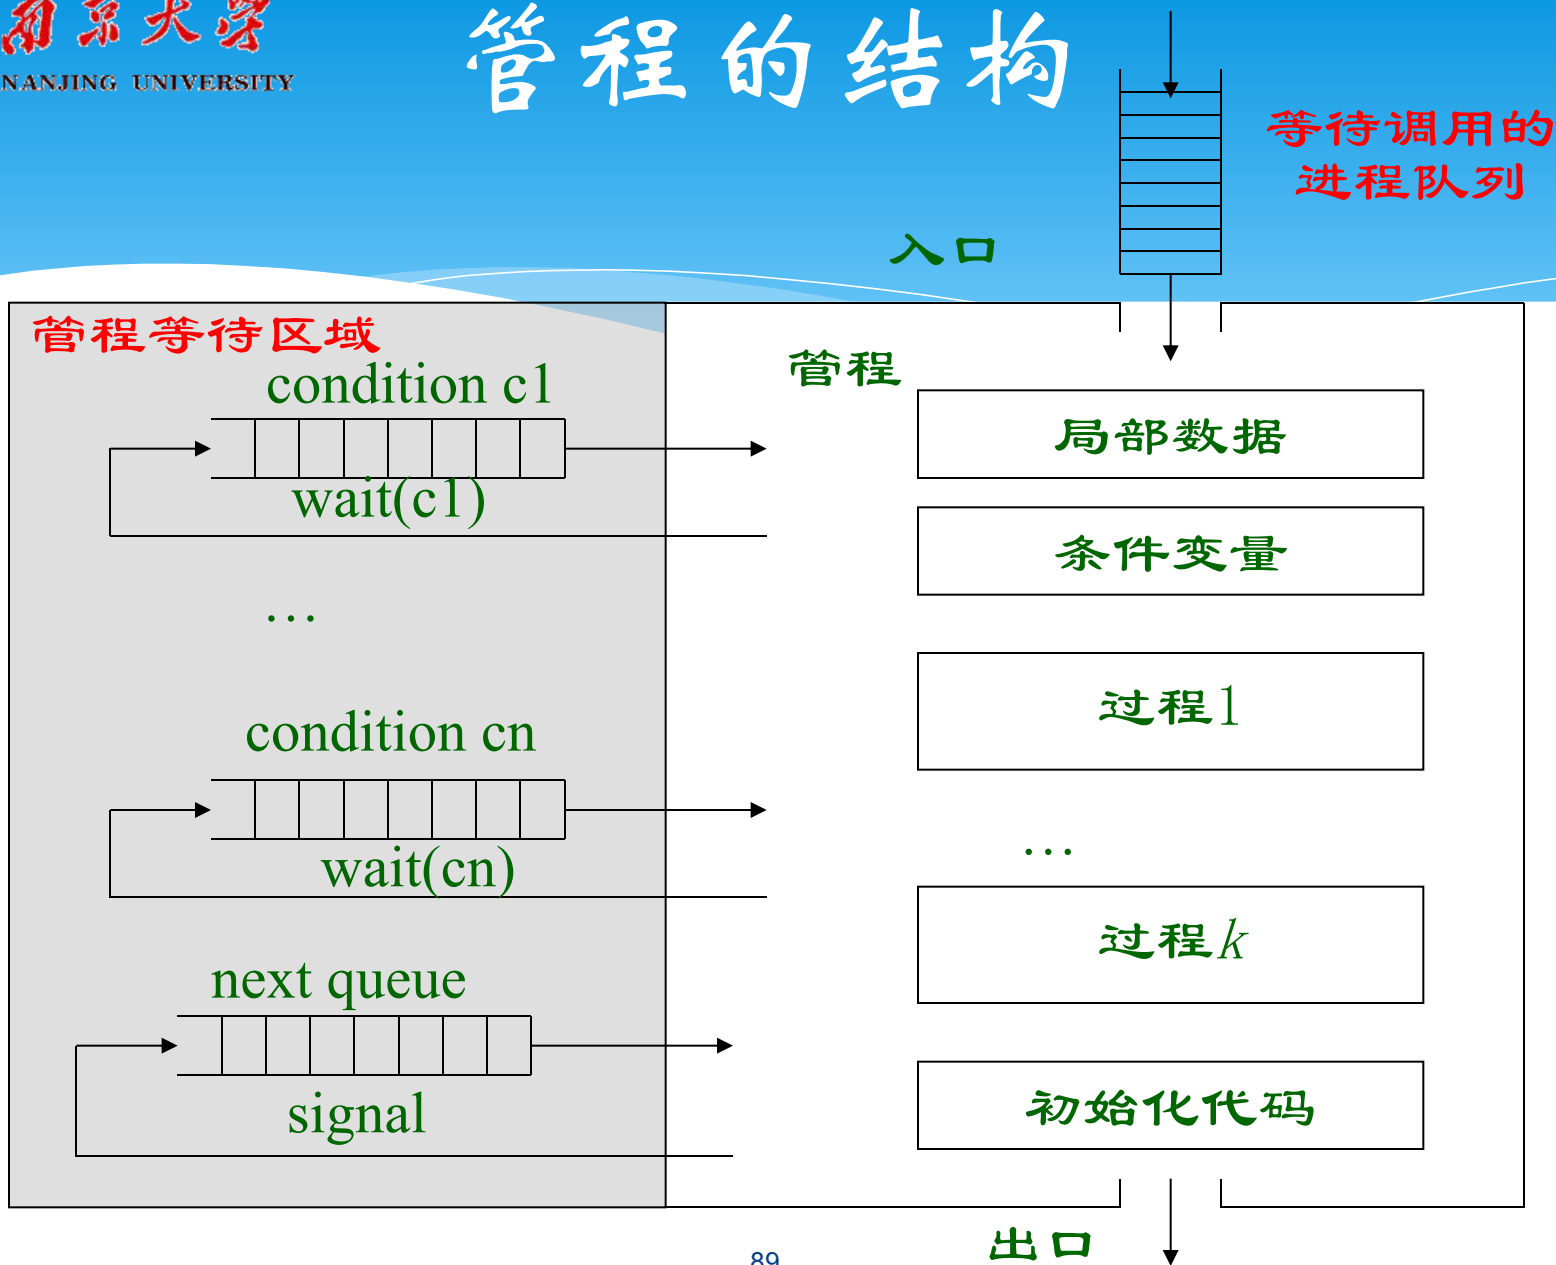 南京大学
NANJING UNIVERSITY
管程的结构
等待调用的
进程队列
入口
管程等待区域
condition c1
wait(c1)
…
condition cn
wait(cn)
next queue
signal
管程
局部数据
条件变量
过程1
…
过程k
初始化代码
出口
89